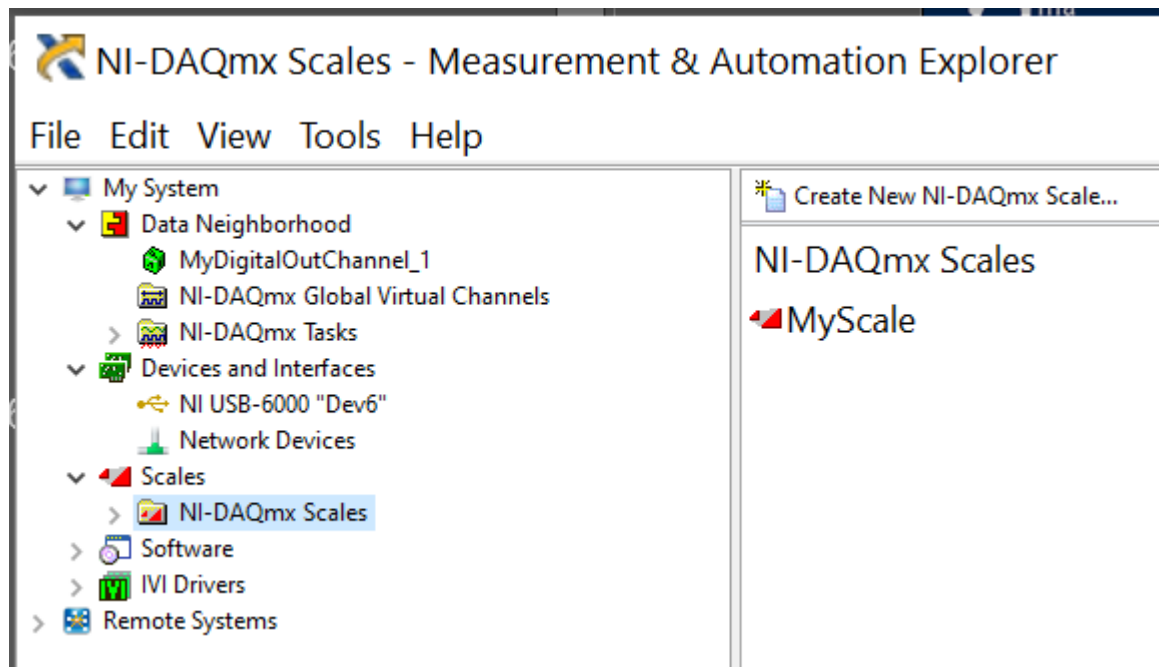 NI-DAQmx Scales - Measurement & Automation Explorer
File Edit View Tools Help
My System
Data Neighborhood
MyDigitalOutChannel_1
NI-DAQmx Global Virtual Channels
NI-DAQmx Tasks
Devices and Interfaces
NI USB-6000 "Dev6"
Network Devices
Scales
NI-DAQmx Scales
Software
IVI Drivers
Remote Systems
Create New NI-DAQmx Scale...
NI-DAQmx Scales
MyScale